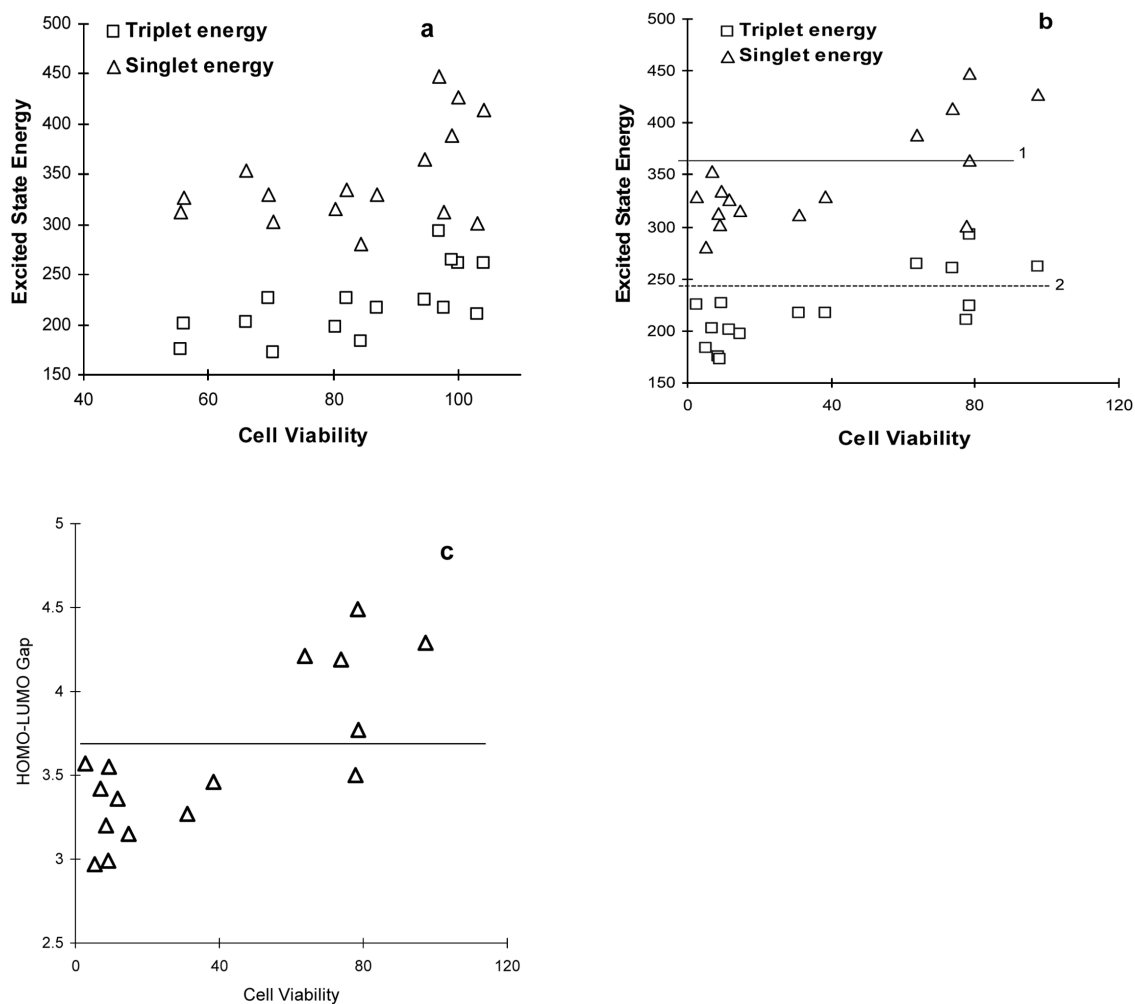 a
500
450
400
350
300
250
200
150
Triplet energy
Singlet energy
Excited State Energy
40
60
80
100
Cell Viability
b
500
450
400
350
300
250
200
150
Triplet energy
Singlet energy
1
2
Excited State Energy
0
40
80
120
Cell Viability
c
5
4.5
4
3.5
3
2.5
HOMO-LUMO Gap
0
40
80
120
Cell Viability